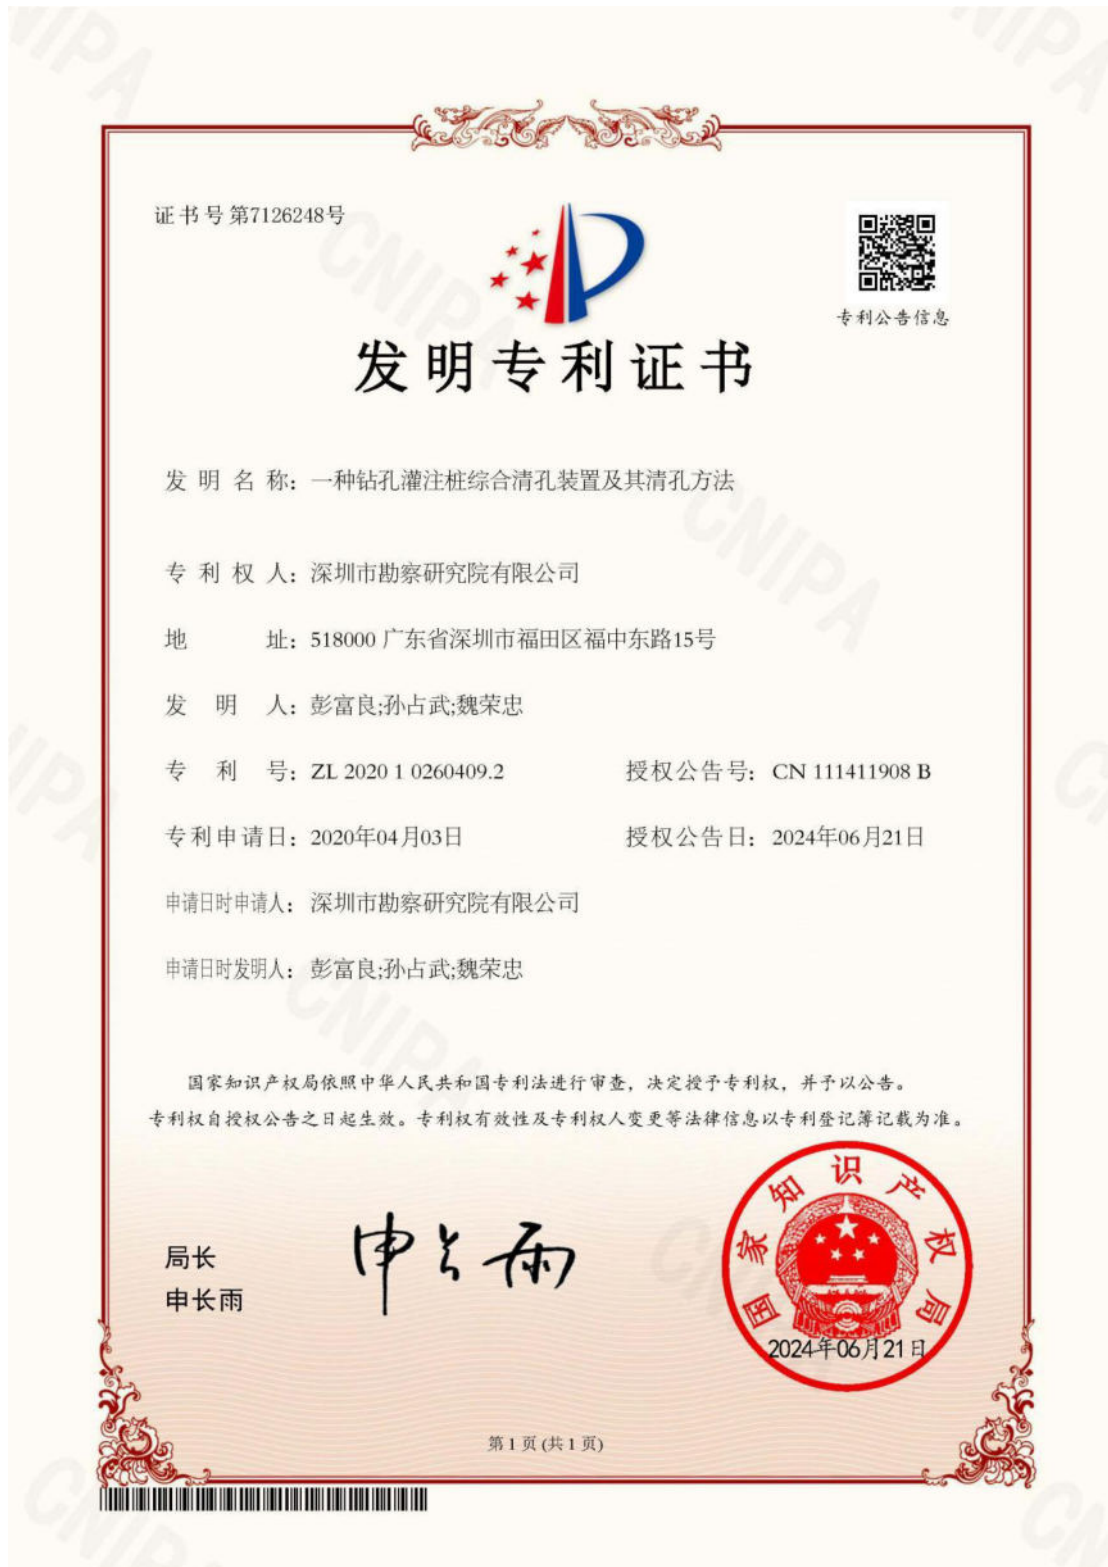 证书号第7126248号
专利公告信息
发明专利证书
发明名称：一种钻孔灌注桩综合清孔装置及其清孔方法
专利权人：深圳市勘察研究院有限公司
地址：518000 广东省深圳市福田区福中东路15号
发明人：彭富良;孙占武;魏荣忠
专利号：ZL 2020 1 0260409.2 授权公告号：CN 111411908 B
专利申请日：2020年04月03日 授权公告日：2024年06月21日
申请日时申请人：深圳市勘察研究院有限公司
申请日时发明人：彭富良;孙占武;魏荣忠
国家知识产权局依照中华人民共和国专利法进行审查，决定授予专利权，并予以公告。
专利权自授权公告之日起生效。专利权有效性及专利权人变更等法律信息以专利登记簿记载为准。
局长
申长雨
申长雨
国家知识产权局
2024年06月21日
第 1 页 (共 1 页)
CNIPA
CNIPA
CNIPA
CNIPA
CNIPA